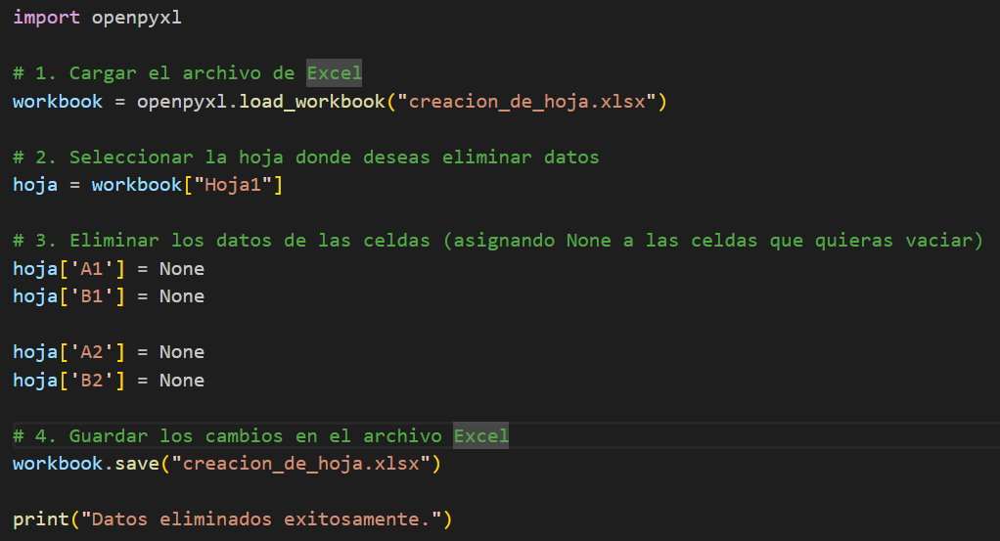 import openpyxl
# 1. Cargar el archivo de Excel
workbook = openpyxl.load_workbook("creacion_de_hoja.xlsx")
# 2. Seleccionar la hoja donde deseas eliminar datos
hoja = workbook["Hoja1"]
# 3. Eliminar los datos de las celdas (asignando None a las celdas que quieras vaciar)
hoja['A1'] = None
hoja['B1'] = None
hoja['A2'] = None
hoja['B2'] = None
# 4. Guardar los cambios en el archivo Excel
workbook.save("creacion_de_hoja.xlsx")
print("Datos eliminados exitosamente.")